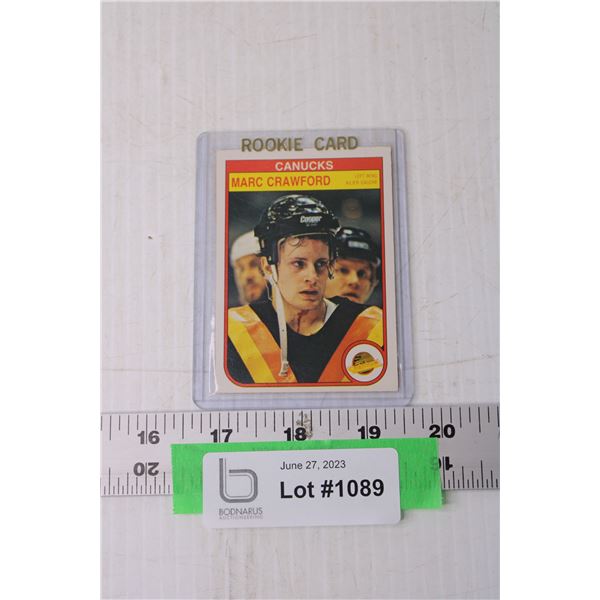 ROOKIE CARD
CANUCKS
MARC CRAWFORD
LEFT WING
AILIER GAUCHE
Cooper
16 17 18 19 20
20
June 27, 2023
Lot #1089
BODNARUS
AUCTIONEERING